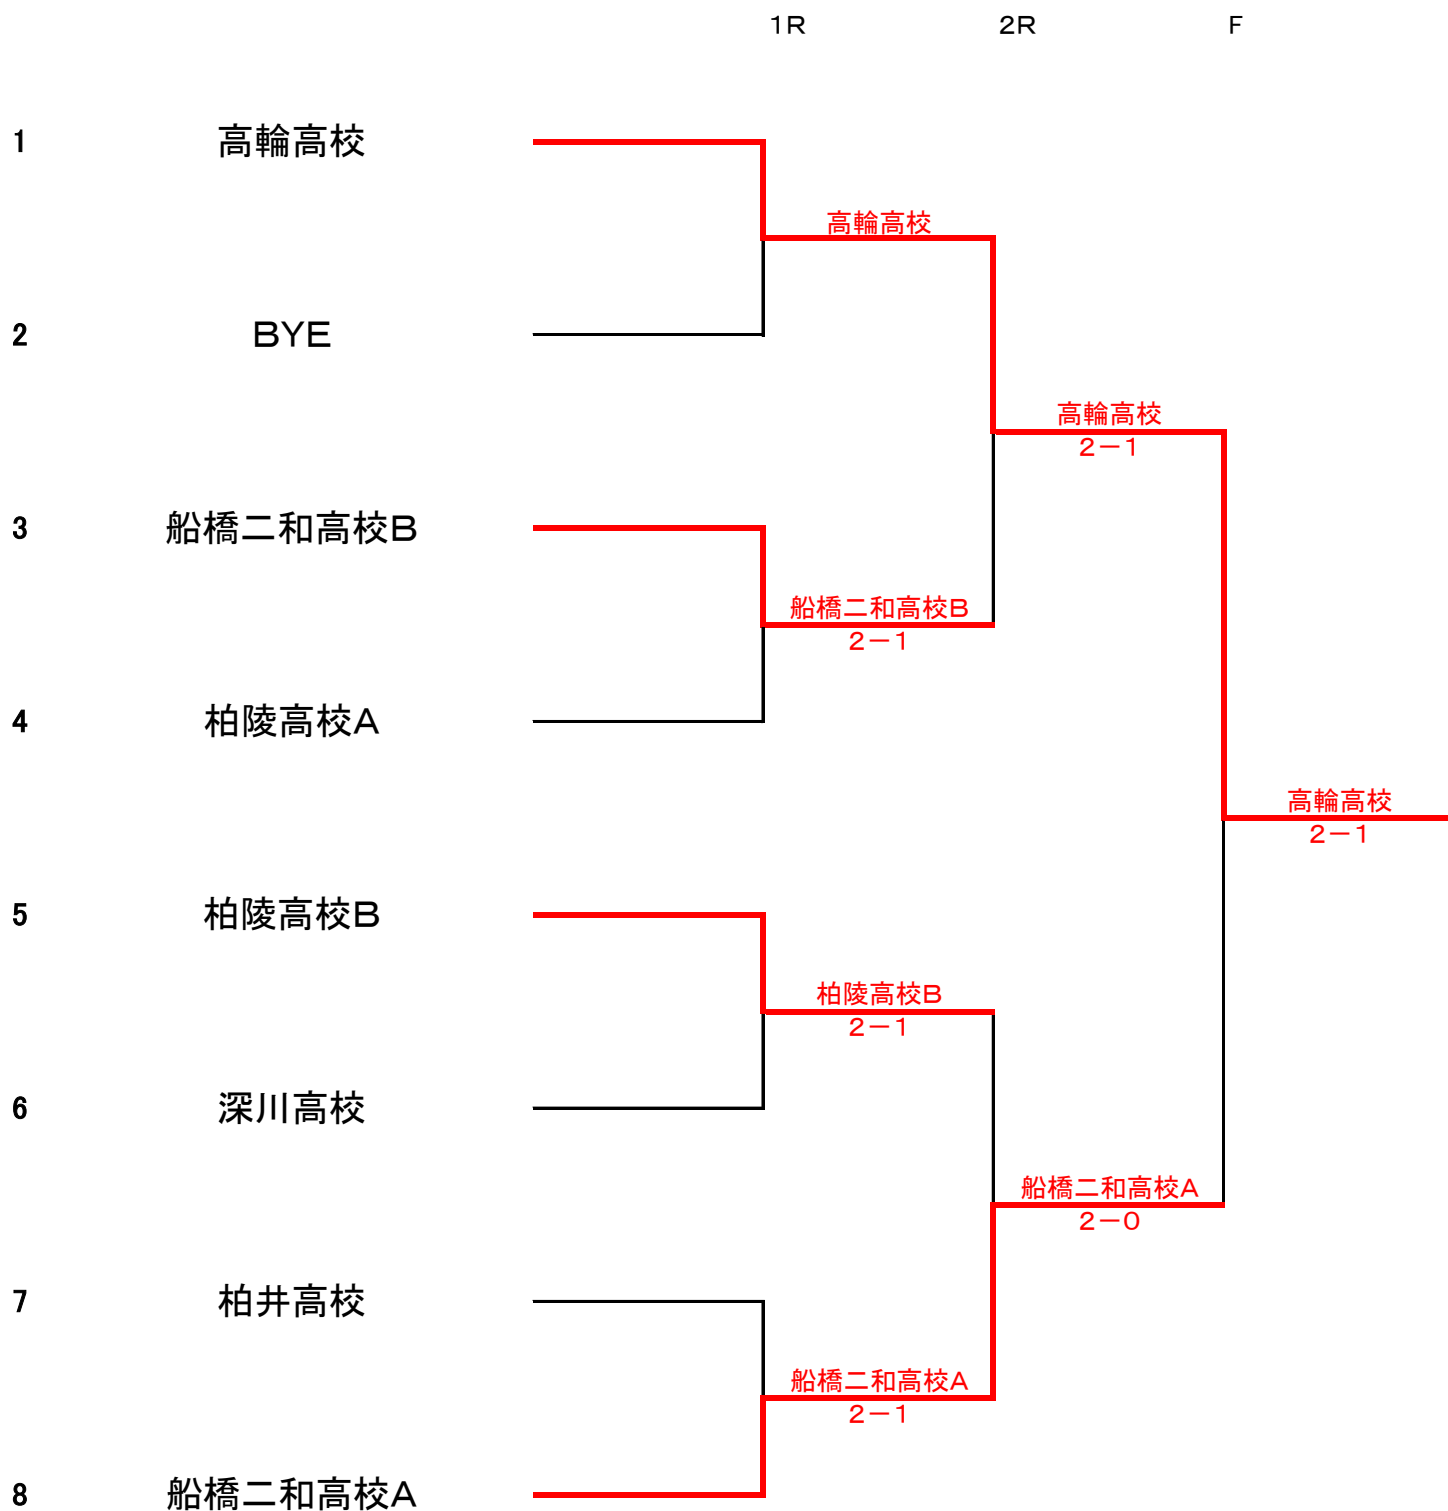 １Ｒ ２Ｒ Ｆ
1 高輪高校
高輪高校
2 ＢＹＥ
高輪高校
２－１
3 船橋二和高校Ｂ
船橋二和高校Ｂ
２－１
4 柏陵高校Ａ
高輪高校
２－１
5 柏陵高校Ｂ
柏陵高校Ｂ
２－１
6 深川高校
船橋二和高校Ａ
２－０
7 柏井高校
船橋二和高校Ａ
２－１
8 船橋二和高校Ａ